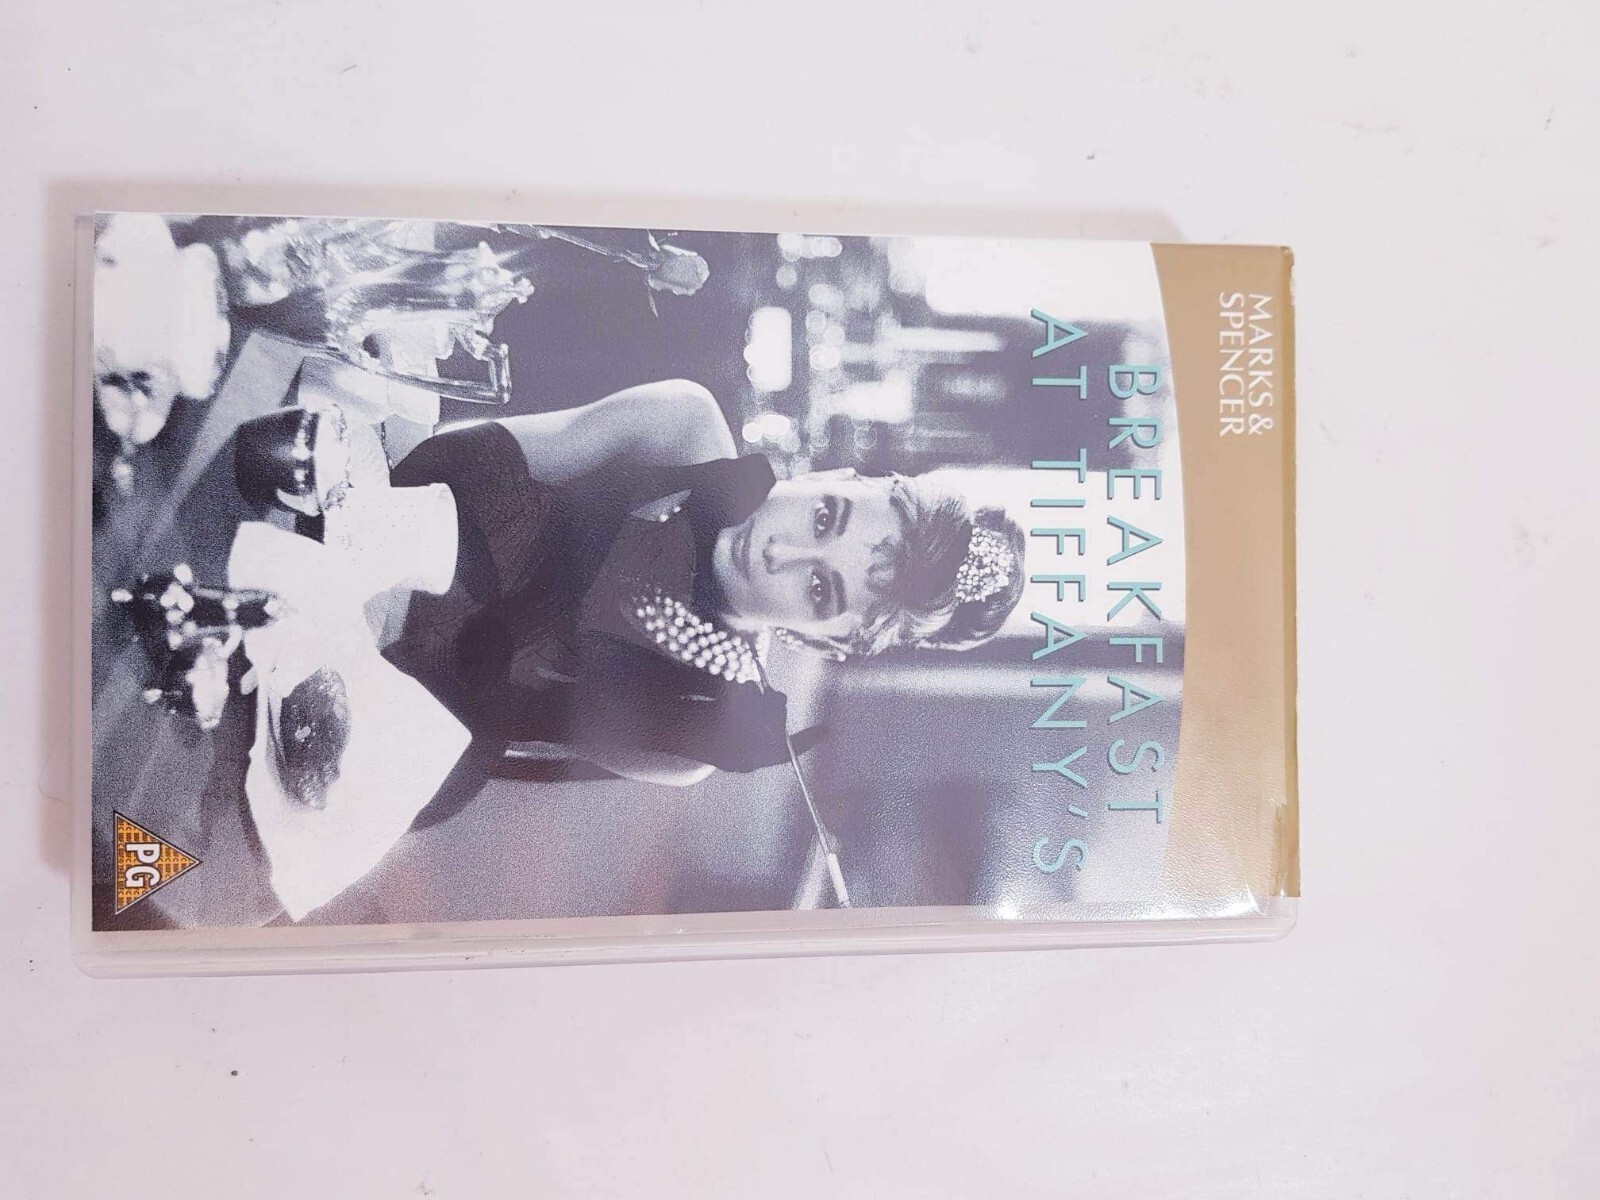 MARKS &
SPENCER
BREAKFAST
AT TIFFANY'S
PG